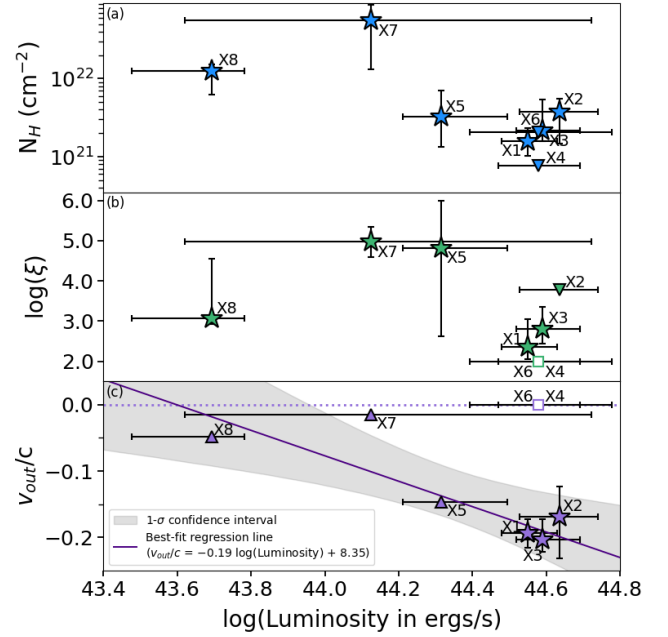 (a)
X7
X8
X5
X2
X6
X1
X3
X4
10²²
10²¹
N_H (cm⁻²)
(b)
6.0
5.0
4.0
3.0
2.0
log(ξ)
X7
X5
X8
X2
X3
X1
X6 X4
(c)
0.0
−0.1
−0.2
v_out/c
X6 X4
X7
X8
X5
X2
X1
X3
1-σ confidence interval
Best-fit regression line
(v_out/c = −0.19 log(Luminosity) + 8.35)
43.4 43.6 43.8 44.0 44.2 44.4 44.6 44.8
log(Luminosity in ergs/s)